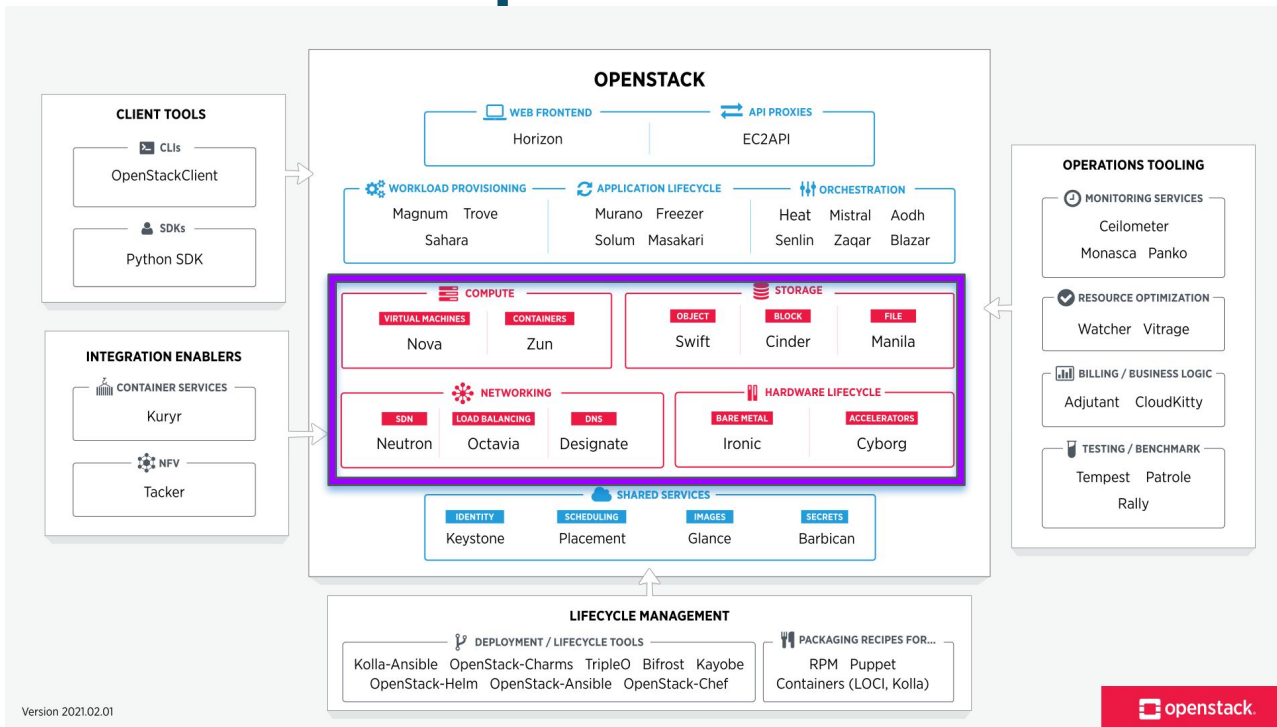 OPENSTACK
WEB FRONTEND
Horizon
API PROXIES
EC2API
WORKLOAD PROVISIONING
Magnum Trove
Sahara
APPLICATION LIFECYCLE
Murano Freezer
Solum Masakari
ORCHESTRATION
Heat Mistral Aodh
Senlin Zaqar Blazar
COMPUTE
VIRTUAL MACHINES
Nova
CONTAINERS
Zun
STORAGE
OBJECT
Swift
BLOCK
Cinder
FILE
Manila
NETWORKING
SDN
Neutron
LOAD BALANCING
Octavia
DNS
Designate
HARDWARE LIFECYCLE
BARE METAL
Ironic
ACCELERATORS
Cyborg
SHARED SERVICES
IDENTITY
Keystone
SCHEDULING
Placement
IMAGES
Glance
SECRETS
Barbican
CLIENT TOOLS
CLIs
OpenStackClient
SDKs
Python SDK
INTEGRATION ENABLERS
CONTAINER SERVICES
Kuryr
NFV
Tacker
OPERATIONS TOOLING
MONITORING SERVICES
Ceilometer
Monasca Panko
RESOURCE OPTIMIZATION
Watcher Vitrage
BILLING / BUSINESS LOGIC
Adjutant CloudKitty
TESTING / BENCHMARK
Tempest Patrole
Rally
LIFECYCLE MANAGEMENT
DEPLOYMENT / LIFECYCLE TOOLS
Kolla-Ansible OpenStack-Charms TripleO Bifrost Kayobe
OpenStack-Helm OpenStack-Ansible OpenStack-Chef
PACKAGING RECIPES FOR...
RPM Puppet
Containers (LOCI, Kolla)
Version 2021.02.01
openstack.